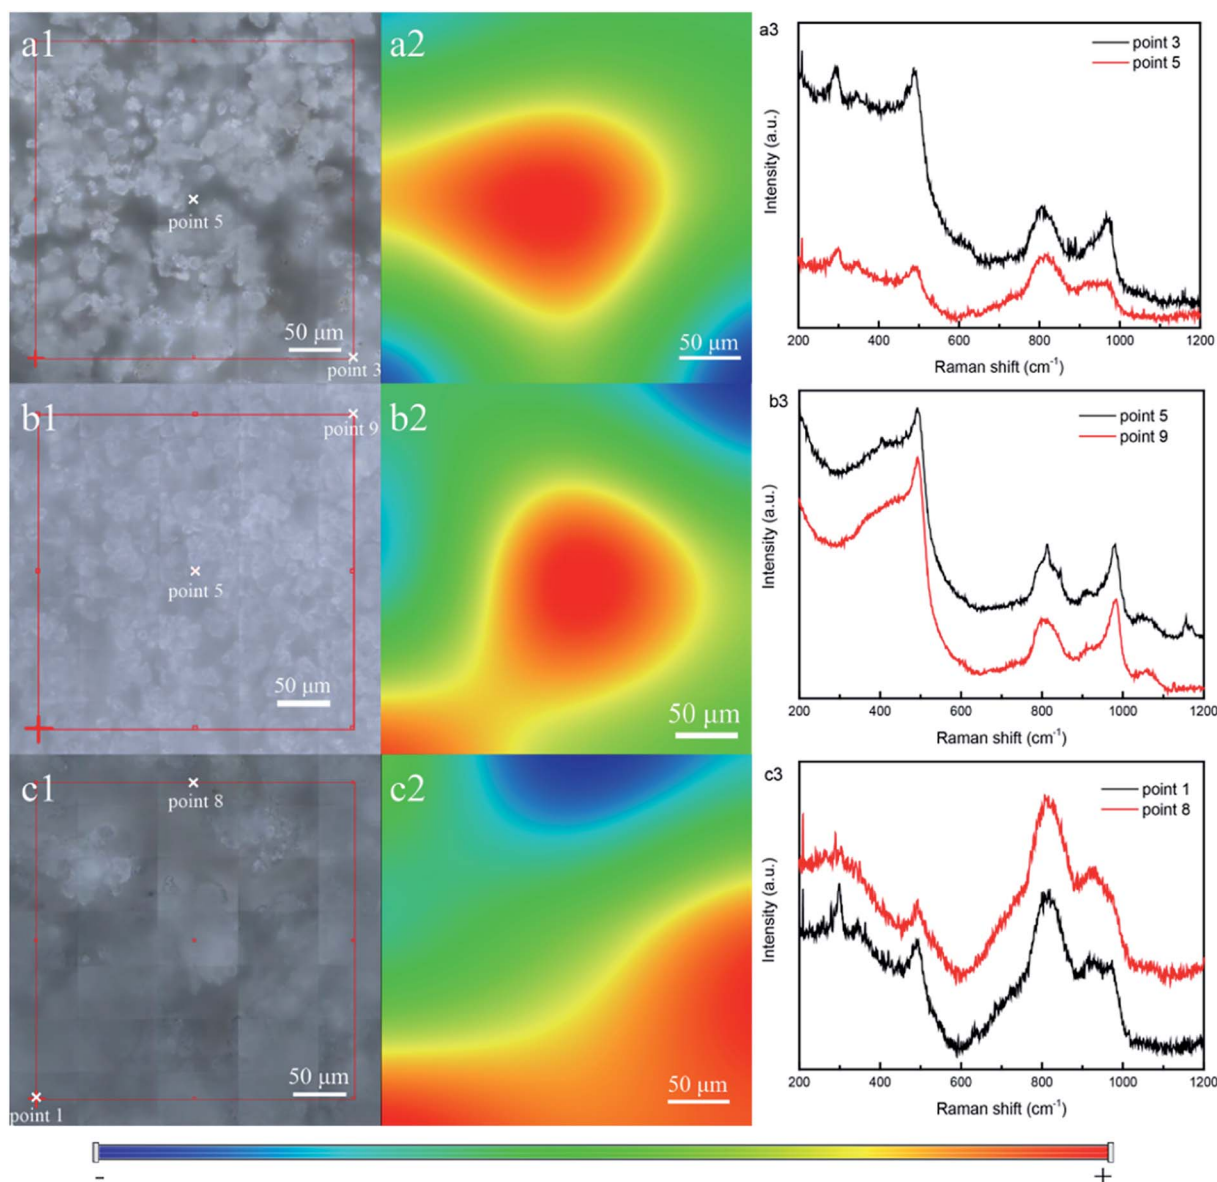 a1
point 5
50 μm
point 3
a2
50 μm
a3
point 3
point 5
Intensity (a.u.)
200 400 600 800 1000 1200
Raman shift (cm-1)
b1
point 9
point 5
50 μm
b2
50 μm
b3
point 5
point 9
Intensity (a.u.)
200 400 600 800 1000 1200
Raman shift (cm-1)
c1
point 8
50 μm
point 1
c2
50 μm
c3
point 1
point 8
Intensity (a.u.)
200 400 600 800 1000 1200
Raman shift (cm-1)
- +